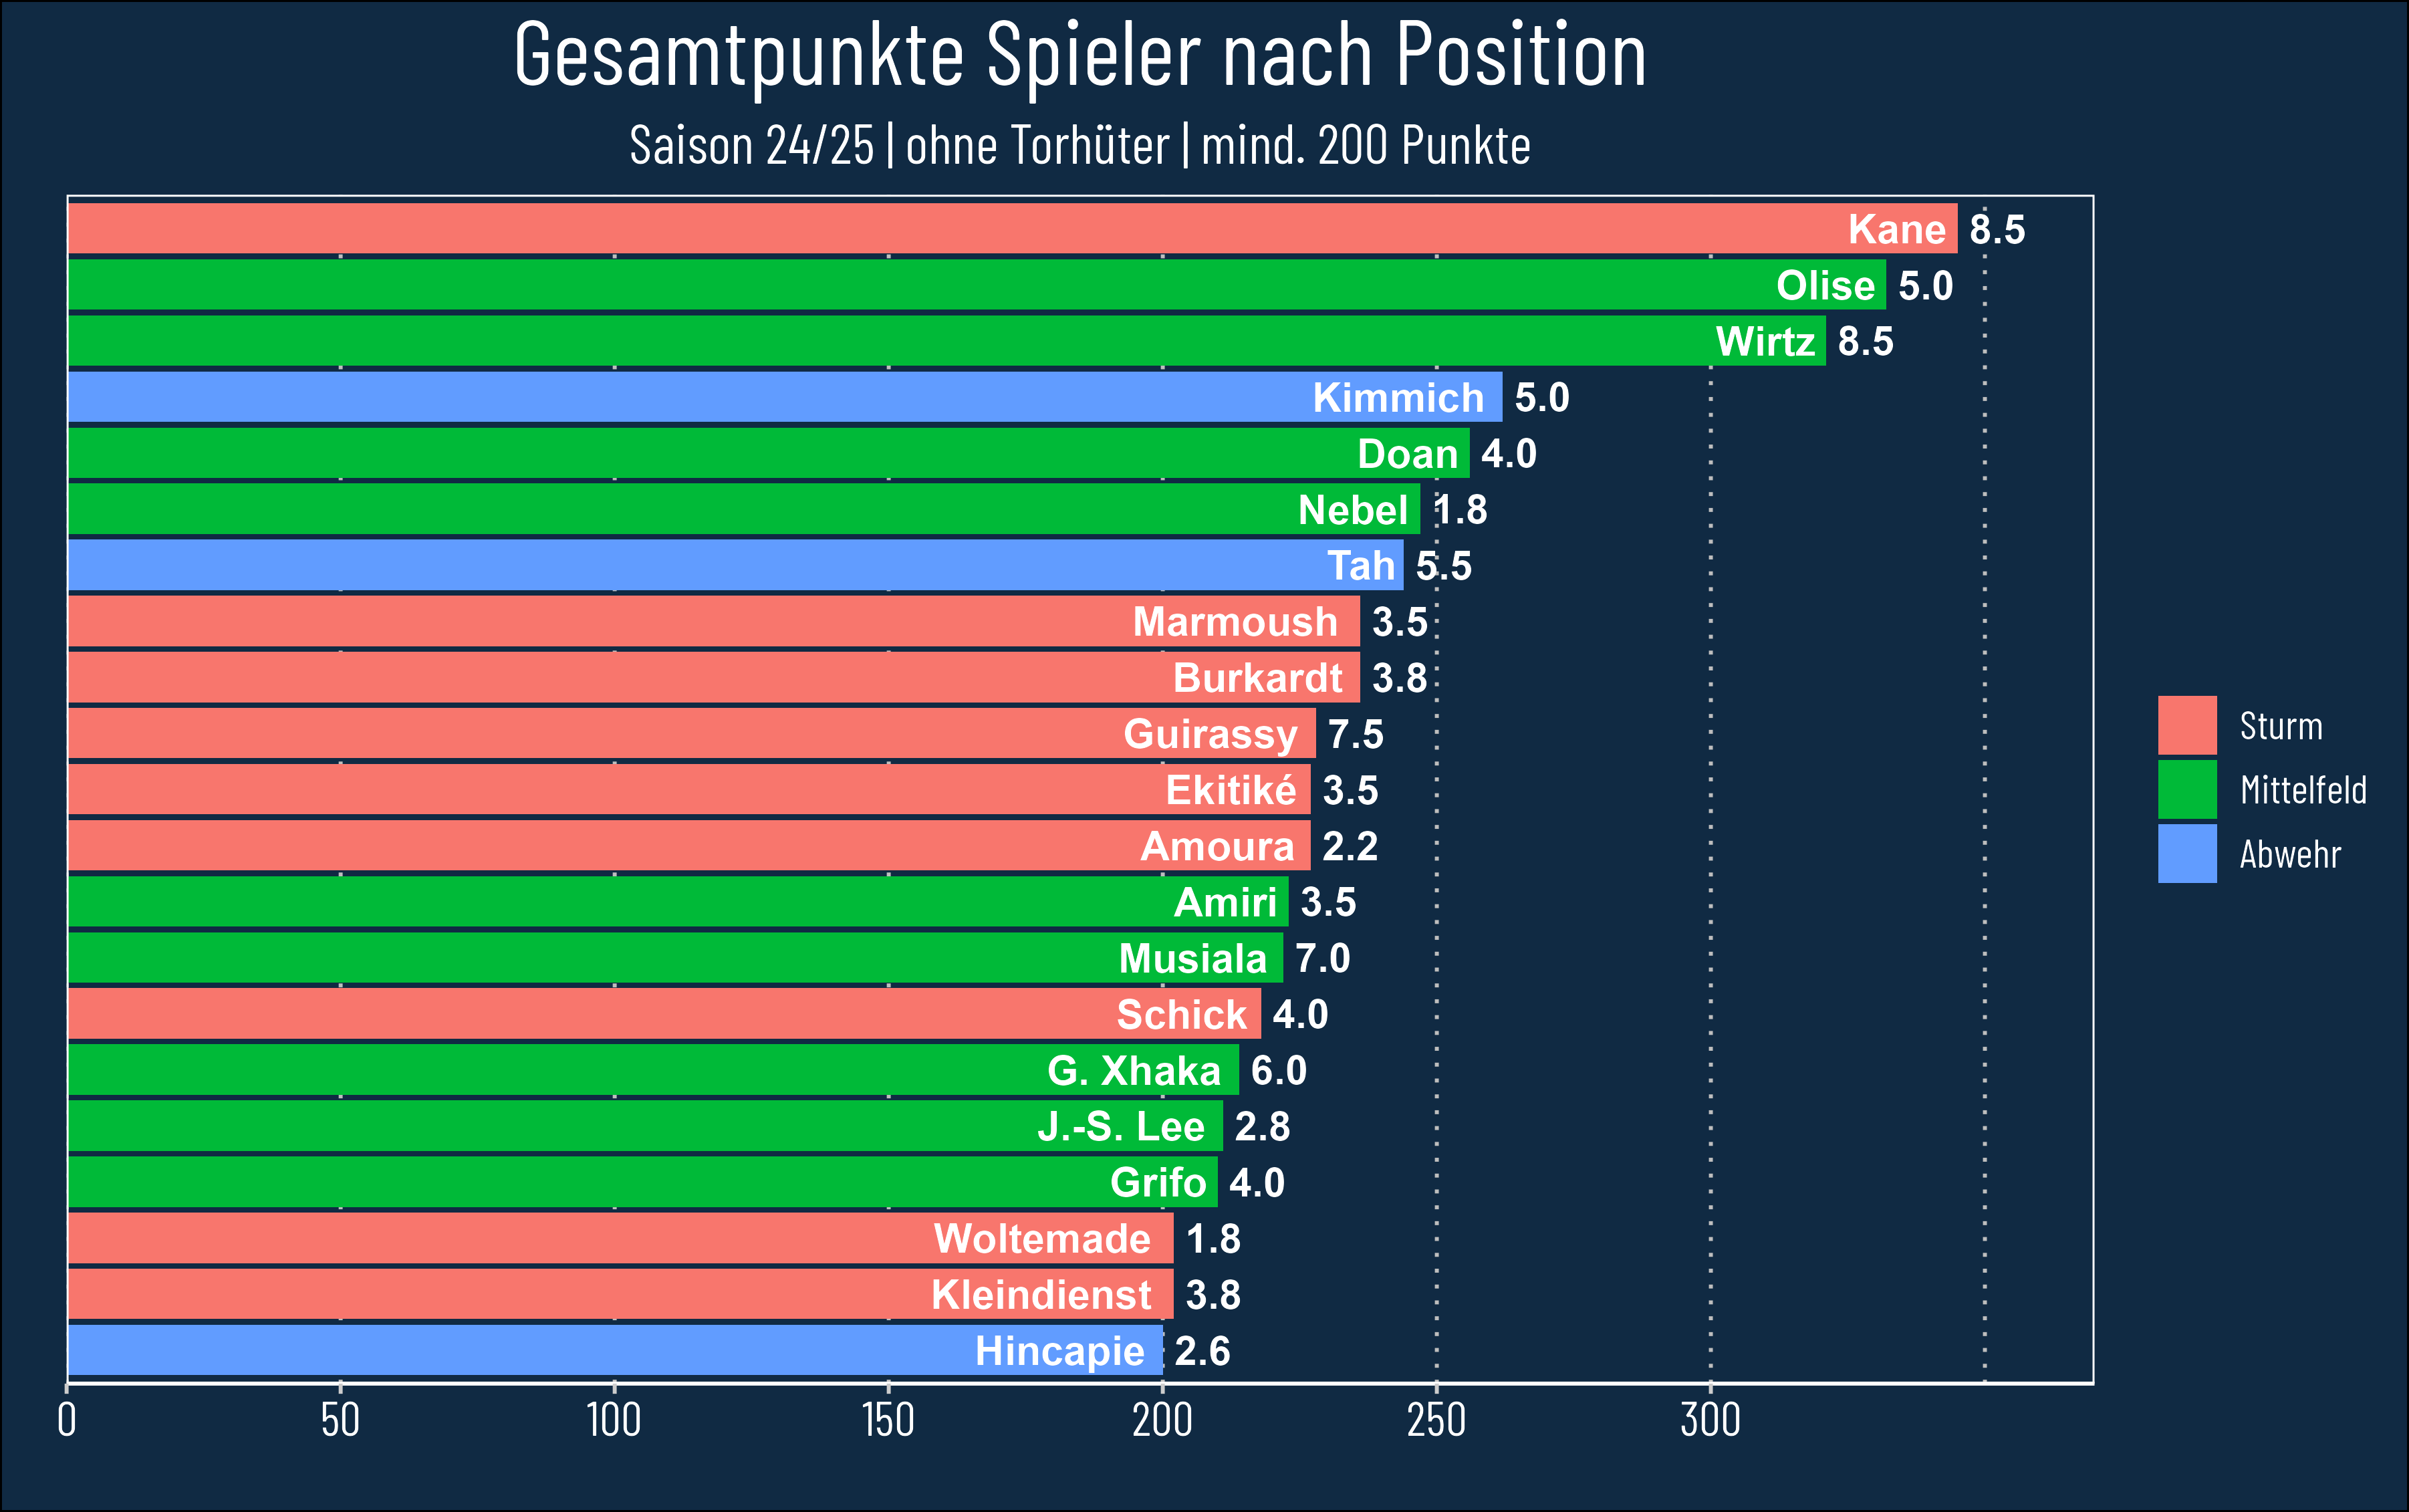 Gesamtpunkte Spieler nach Position
Saison 24/25 | ohne Torhüter | mind. 200 Punkte
Kane 8.5
Olise 5.0
Wirtz 8.5
Kimmich 5.0
Doan 4.0
Nebel 1.8
Tah 5.5
Marmoush 3.5
Burkardt 3.8
Guirassy 7.5
Ekitiké 3.5
Amoura 2.2
Amiri 3.5
Musiala 7.0
Schick 4.0
G. Xhaka 6.0
J.-S. Lee 2.8
Grifo 4.0
Woltemade 1.8
Kleindienst 3.8
Hincapie 2.6
0 50 100 150 200 250 300
Sturm
Mittelfeld
Abwehr